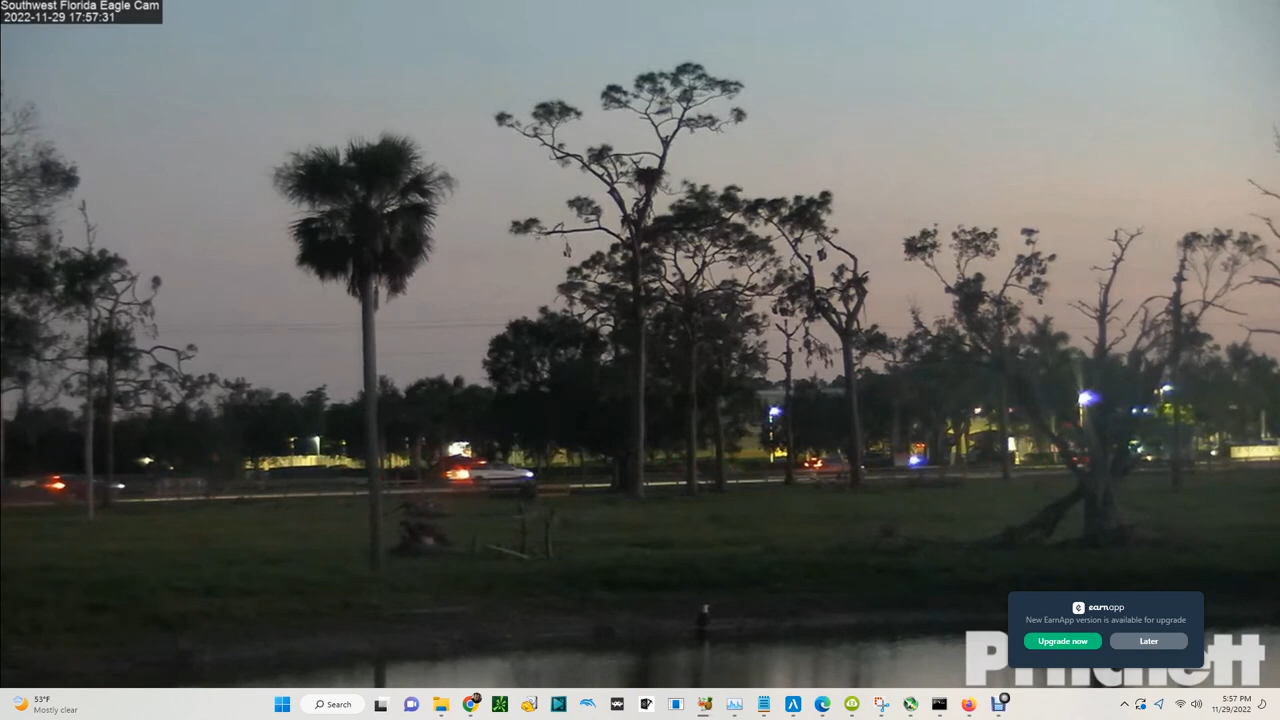 Southwest Florida Eagle Cam
2022-11-29 17:57:31
earnapp
New EarnApp version is available for upgrade
Upgrade now
Later
53°F
Mostly clear
Search
5:57 PM
11/29/2022